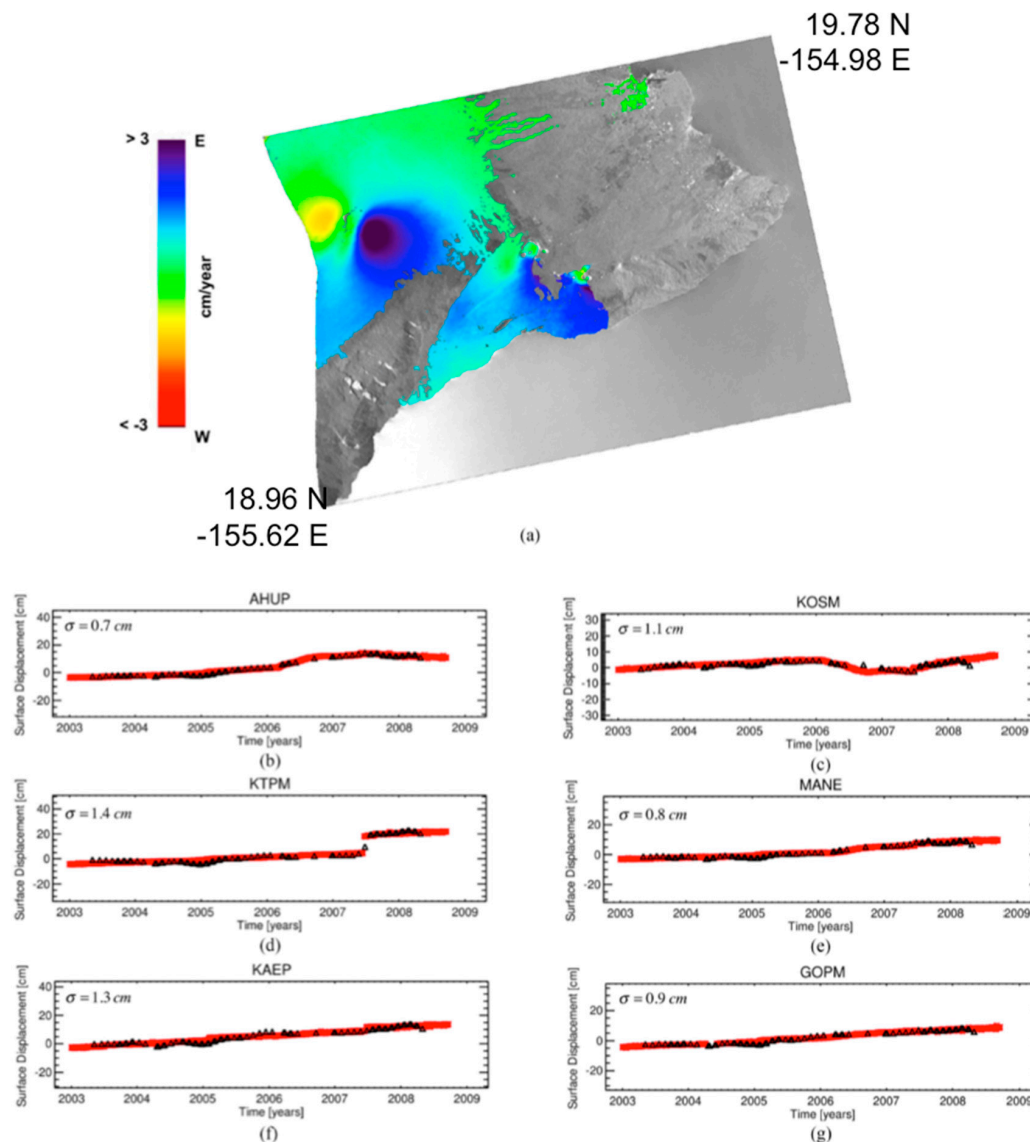 19.78 N
-154.98 E
> 3
E
cm/year
< -3
W
18.96 N
-155.62 E
(a)
AHUP
Surface Displacement [cm]
σ = 0.7 cm
40
20
0
-20
2003 2004 2005 2006 2007 2008 2009
Time [years]
(b)
KOSM
Surface Displacement [cm]
σ = 1.1 cm
30
20
10
0
-10
-20
-30
2003 2004 2005 2006 2007 2008 2009
Time [years]
(c)
KTPM
Surface Displacement [cm]
σ = 1.4 cm
40
20
0
-20
2003 2004 2005 2006 2007 2008 2009
Time [years]
(d)
MANE
Surface Displacement [cm]
σ = 0.8 cm
20
0
-20
2003 2004 2005 2006 2007 2008 2009
Time [years]
(e)
KAEP
Surface Displacement [cm]
σ = 1.3 cm
40
20
0
-20
2003 2004 2005 2006 2007 2008 2009
Time [years]
(f)
GOPM
Surface Displacement [cm]
σ = 0.9 cm
20
0
-20
2003 2004 2005 2006 2007 2008 2009
Time [years]
(g)